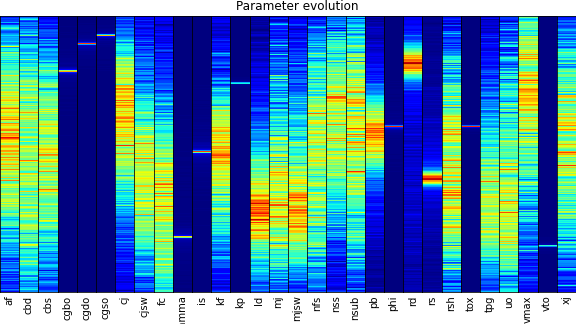 Parameter evolution
af
cbd
cbs
cgbo
cgdo
cgso
cj
cjsw
fc
mma
is
kf
kp
ld
mj
mjsw
nfs
nss
nsub
pb
phi
rd
rs
rsh
tox
tpg
uo
vmax
vto
xj